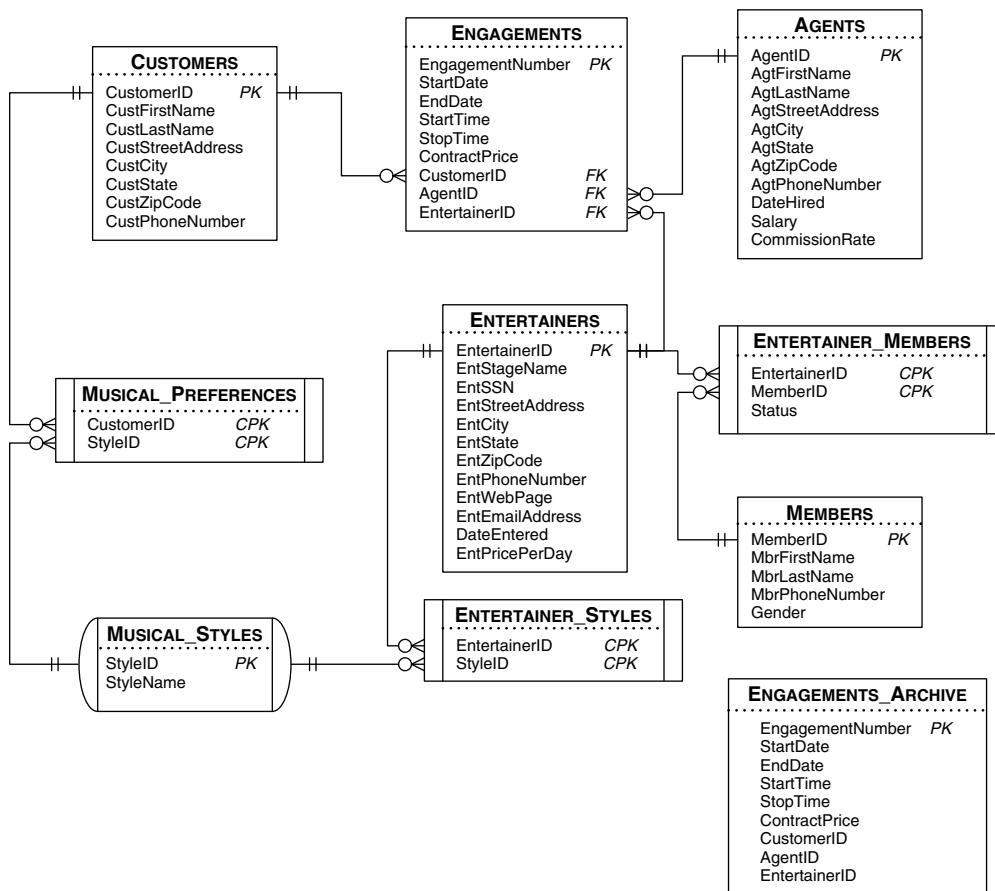 CUSTOMERS
CustomerID PK
CustFirstName
CustLastName
CustStreetAddress
CustCity
CustState
CustZipCode
CustPhoneNumber
ENGAGEMENTS
EngagementNumber PK
StartDate
EndDate
StartTime
StopTime
ContractPrice
CustomerID FK
AgentID FK
EntertainerID FK
AGENTS
AgentID PK
AgtFirstName
AgtLastName
AgtStreetAddress
AgtCity
AgtState
AgtZipCode
AgtPhoneNumber
DateHired
Salary
CommissionRate
MUSICAL_PREFERENCES
CustomerID CPK
StyleID CPK
ENTERTAINERS
EntertainerID PK
EntStageName
EntSSN
EntStreetAddress
EntCity
EntState
EntZipCode
EntPhoneNumber
EntWebPage
EntEmailAddress
DateEntered
EntPricePerDay
ENTERTAINER_MEMBERS
EntertainerID CPK
MemberID CPK
Status
MEMBERS
MemberID PK
MbrFirstName
MbrLastName
MbrPhoneNumber
Gender
MUSICAL_STYLES
StyleID PK
StyleName
ENTERTAINER_STYLES
EntertainerID CPK
StyleID CPK
ENGAGEMENTS_ARCHIVE
EngagementNumber PK
StartDate
EndDate
StartTime
StopTime
ContractPrice
CustomerID
AgentID
EntertainerID